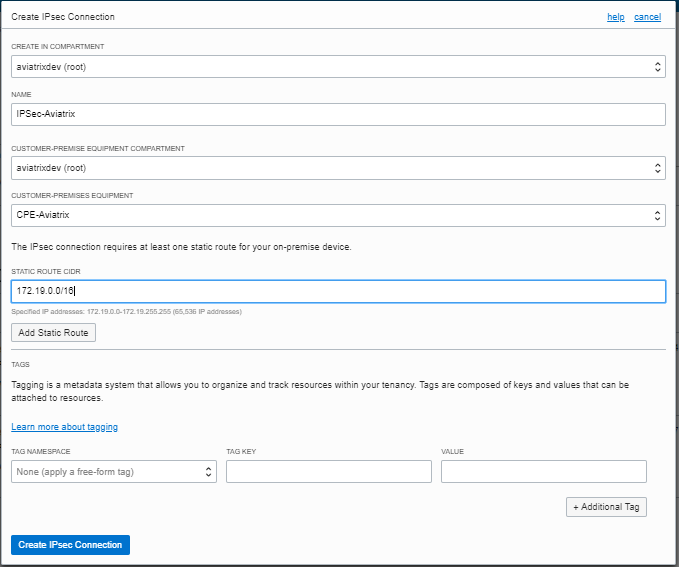 Create IPsec Connection
help cancel
CREATE IN COMPARTMENT
aviatrixdev (root)
NAME
IPSec-Aviatrix
CUSTOMER-PREMISE EQUIPMENT COMPARTMENT
aviatrixdev (root)
CUSTOMER-PREMISES EQUIPMENT
CPE-Aviatrix
The IPsec connection requires at least one static route for your on-premise device.
STATIC ROUTE CIDR
172.19.0.0/16
Specified IP addresses: 172.19.0.0-172.19.255.255 (65,536 IP addresses)
Add Static Route
TAGS
Tagging is a metadata system that allows you to organize and track resources within your tenancy. Tags are composed of keys and values that can be
attached to resources.
Learn more about tagging
TAG NAMESPACE TAG KEY VALUE
None (apply a free-form tag)
+ Additional Tag
Create IPsec Connection